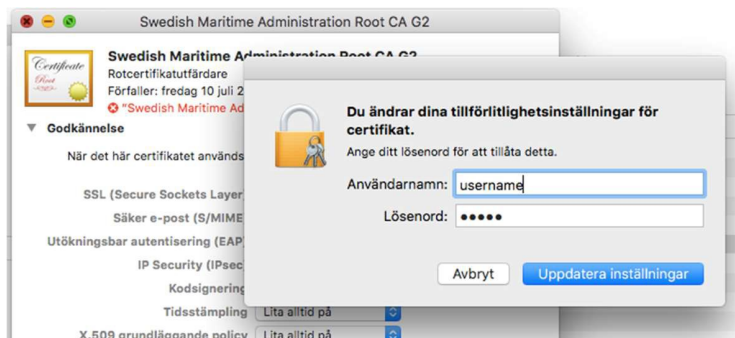 Swedish Maritime Administration Root CA G2
Certificate
Root
Swedish Maritime Administration Root CA G2
Rotcertifikatutfärdare
Förfaller: fredag 10 juli 2
"Swedish Maritime Ad
Godkännelse
När det här certifikatet används
SSL (Secure Sockets Layer
Säker e-post (S/MIME
Utökningsbar autentisering (EAP)
IP Security (IPsec
Kodsignering
Tidsstämpling Lita alltid på
X.509 grundläggande policy Lita alltid på
Du ändrar dina tillförlitlighetsinställningar för
certifikat.
Ange ditt lösenord för att tillåta detta.
Användarnamn: username
Lösenord: •••••
Avbryt Uppdatera inställningar